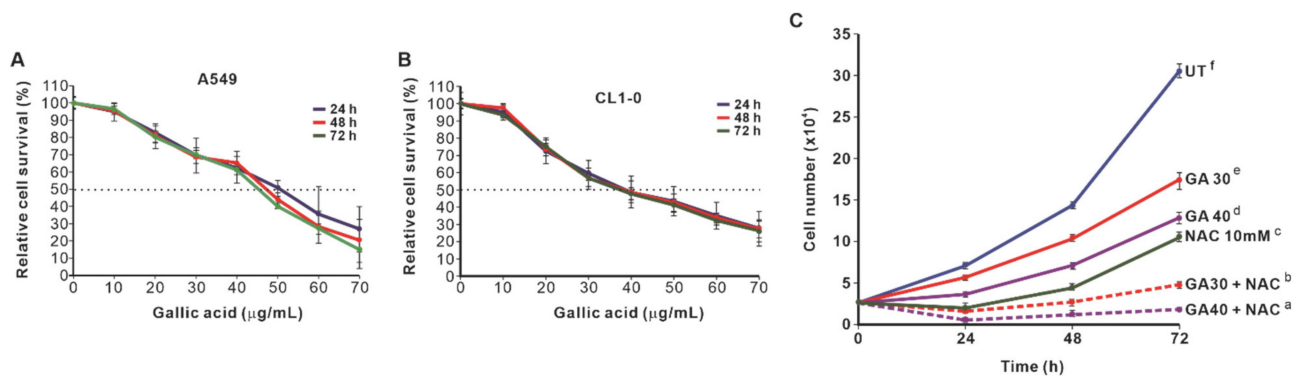 A
A549
Relative cell survival (%)
110
100
90
80
70
60
50
40
30
20
10
0
24 h
48 h
72 h
0 10 20 30 40 50 60 70
Gallic acid (μg/mL)
B
CL1-0
Relative cell survival (%)
110
100
90
80
70
60
50
40
30
20
10
0
24 h
48 h
72 h
0 10 20 30 40 50 60 70
Gallic acid (μg/mL)
C
Cell number (x10⁴)
35
30
25
20
15
10
5
0
UT f
GA 30 e
GA 40 d
NAC 10mM c
GA30 + NAC b
GA40 + NAC a
0 24 48 72
Time (h)